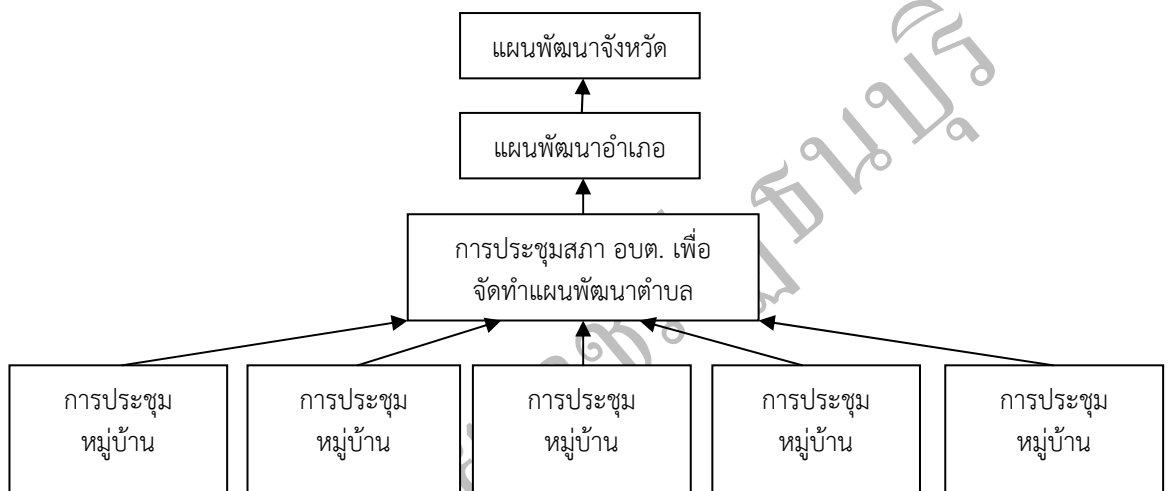 แผนพัฒนาจังหวัด
แผนพัฒนาอำเภอ
การประชุมสภา อบต. เพื่อ
จัดทำแผนพัฒนาตำบล
การประชุม
หมู่บ้าน
การประชุม
หมู่บ้าน
การประชุม
หมู่บ้าน
การประชุม
หมู่บ้าน
การประชุม
หมู่บ้าน